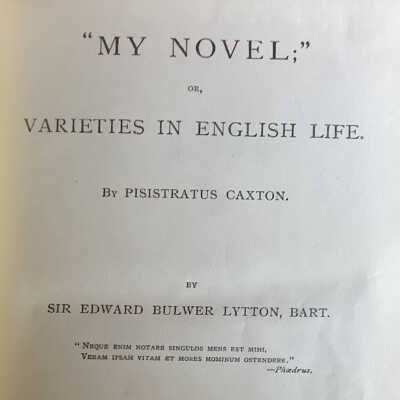 "MY NOVEL;"
OR,
VARIETIES IN ENGLISH LIFE.
BY PISISTRATUS CAXTON.
BY
SIR EDWARD BULWER LYTTON, BART.
"NEQUE ENIM NOTARE SINGULOS MENS EST MIHI,
VERAM IPSAM VITAM ET MORES HOMINUM OSTENDERE."
—Phædrus.